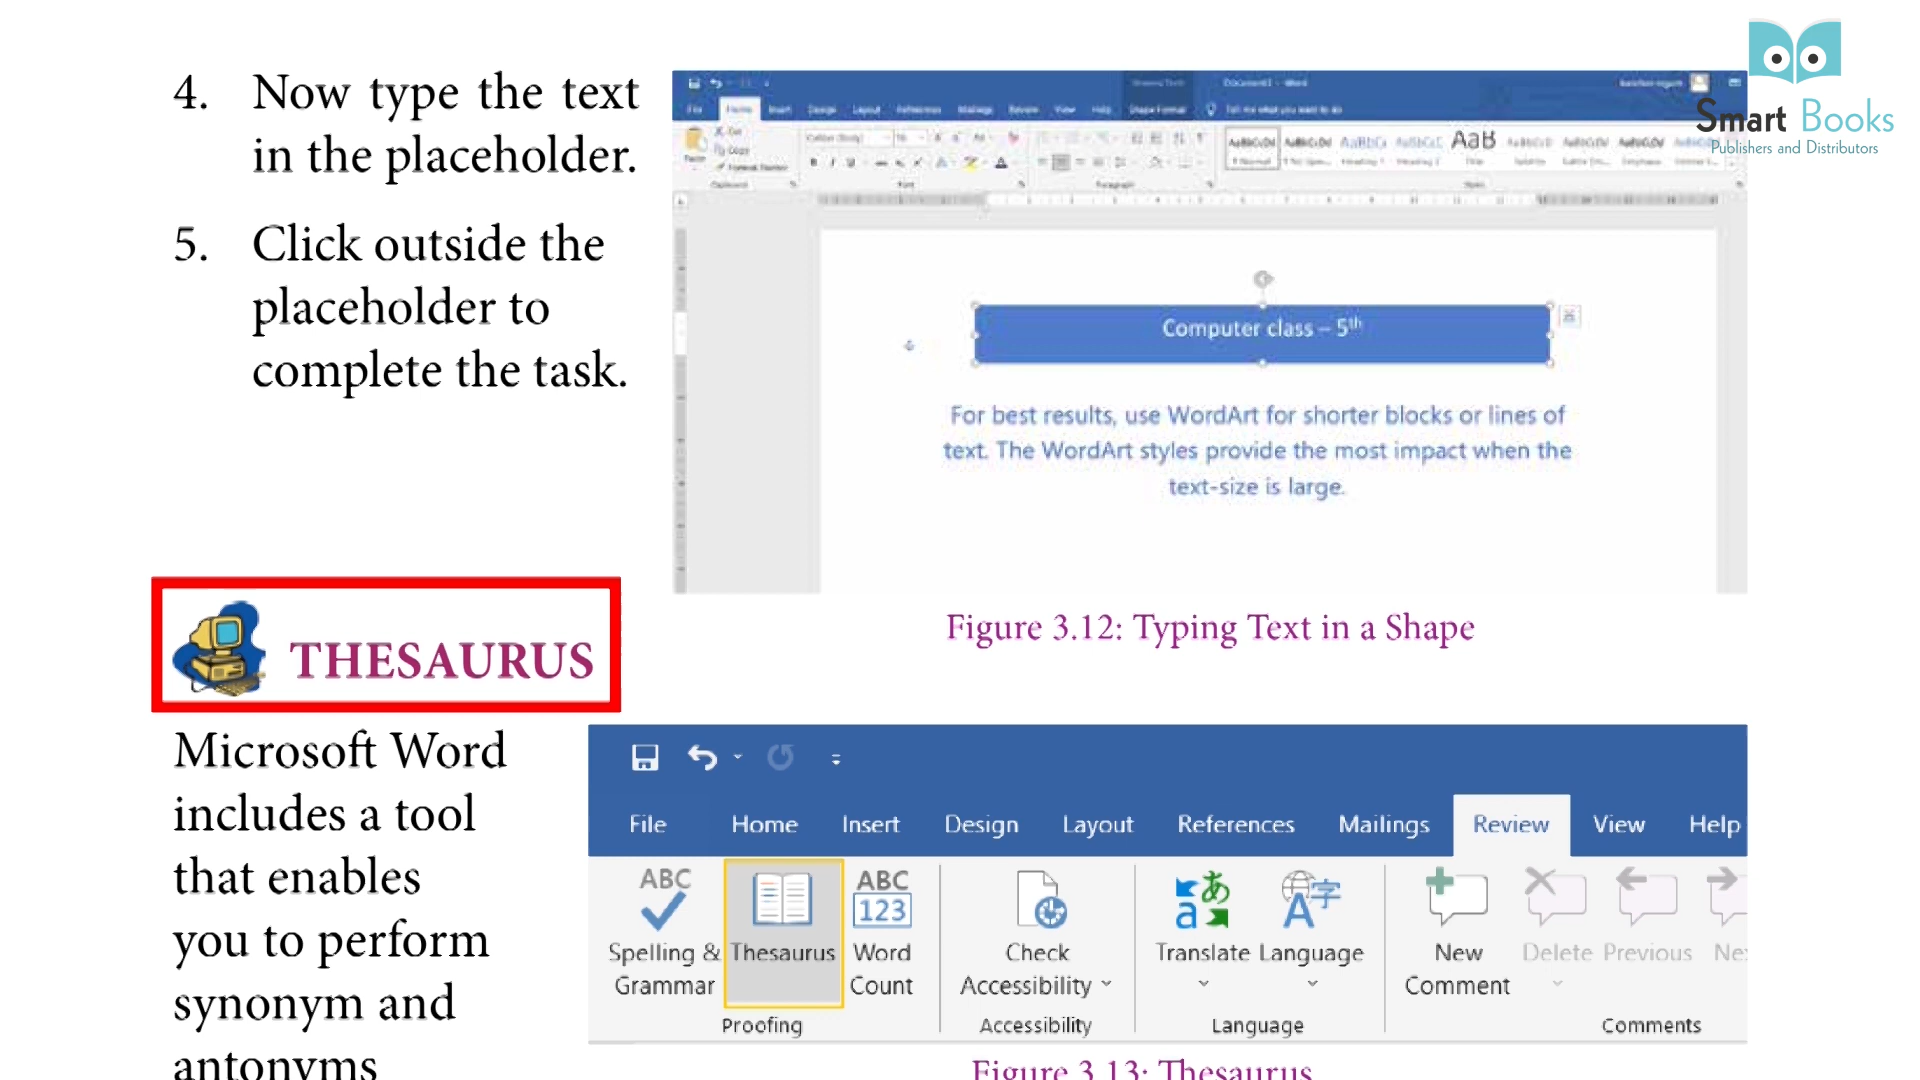 Smart Books
Publishers and Distributors
4. Now type the text
in the placeholder.
5. Click outside the
placeholder to
complete the task.
Computer class – 5th
For best results, use WordArt for shorter blocks or lines of
text. The WordArt styles provide the most impact when the
text-size is large.
Figure 3.12: Typing Text in a Shape
THESAURUS
Microsoft Word
includes a tool
that enables
you to perform
synonym and
antonyms
File Home Insert Design Layout References Mailings Review View Help
ABC ABC
123
Spelling & Thesaurus Word Check Translate Language New Delete Previous
Grammar Count Accessibility Comment
Proofing Accessibility Language Comments
Figure 3.13: Thesaurus